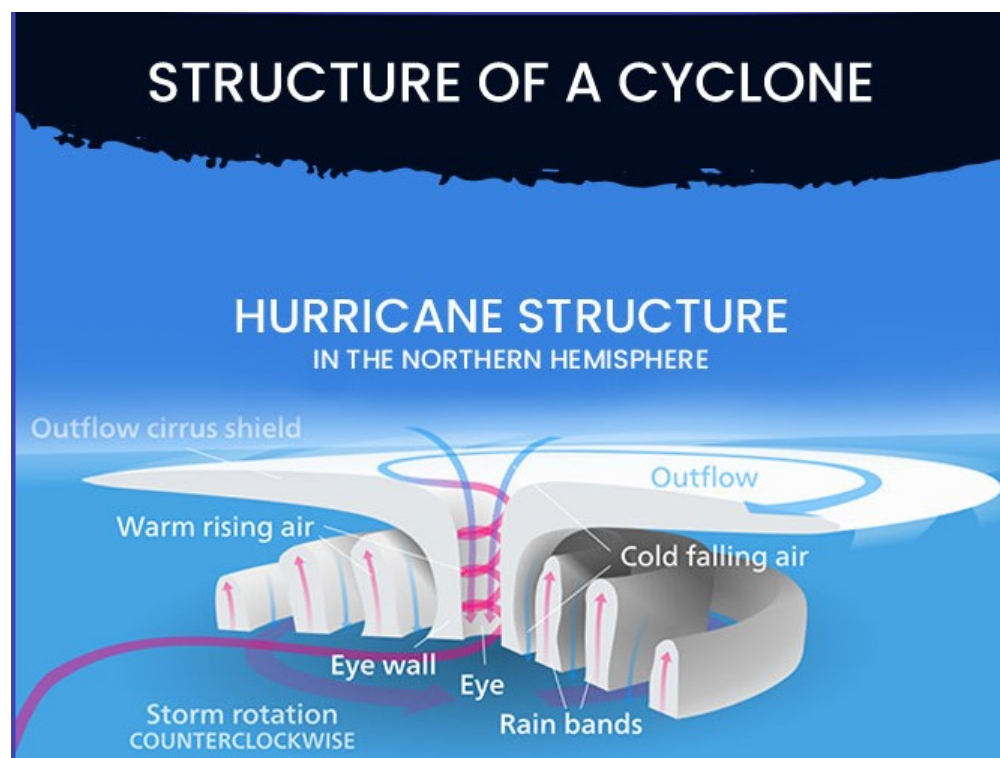 STRUCTURE OF A CYCLONE
HURRICANE STRUCTURE
IN THE NORTHERN HEMISPHERE
Outflow cirrus shield
Outflow
Warm rising air
Cold falling air
Eye wall
Eye
Rain bands
Storm rotation
COUNTERCLOCKWISE